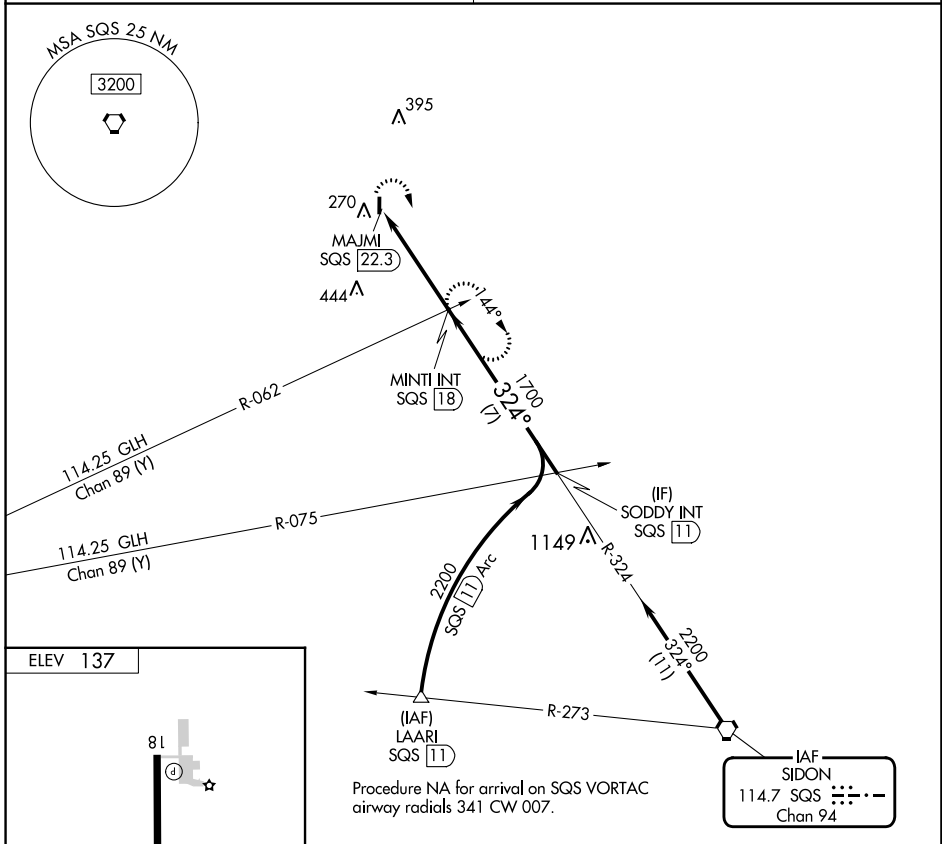 MSA SQS 25 NM
3200
395
270
MAJMI
SQS 22.3
444
144°
MINTI INT
SQS 18
1700
324°
(7)
R-062
114.25 GLH
Chan 89 (Y)
R-075
114.25 GLH
Chan 89 (Y)
(IF)
SODDY INT
SQS 11
1149
R-324
2200
SQS 11 Arc
2200
324°
(11)
ELEV 137
18
P
R-273
(IAF)
LAARI
SQS 11
Procedure NA for arrival on SQS VORTAC
airway radials 341 CW 007.
IAF
SIDON
114.7 SQS
Chan 94